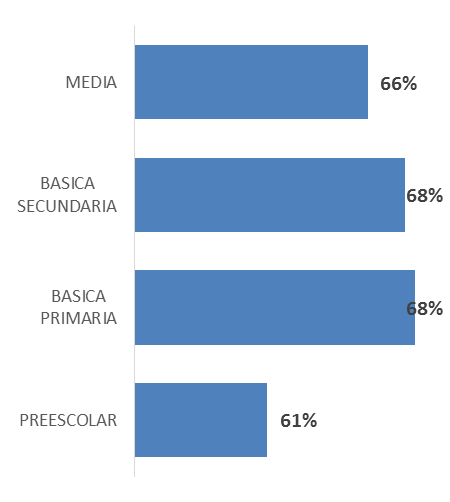 MEDIA
66%
BASICA
SECUNDARIA
68%
BASICA
PRIMARIA
68%
PREESCOLAR
61%